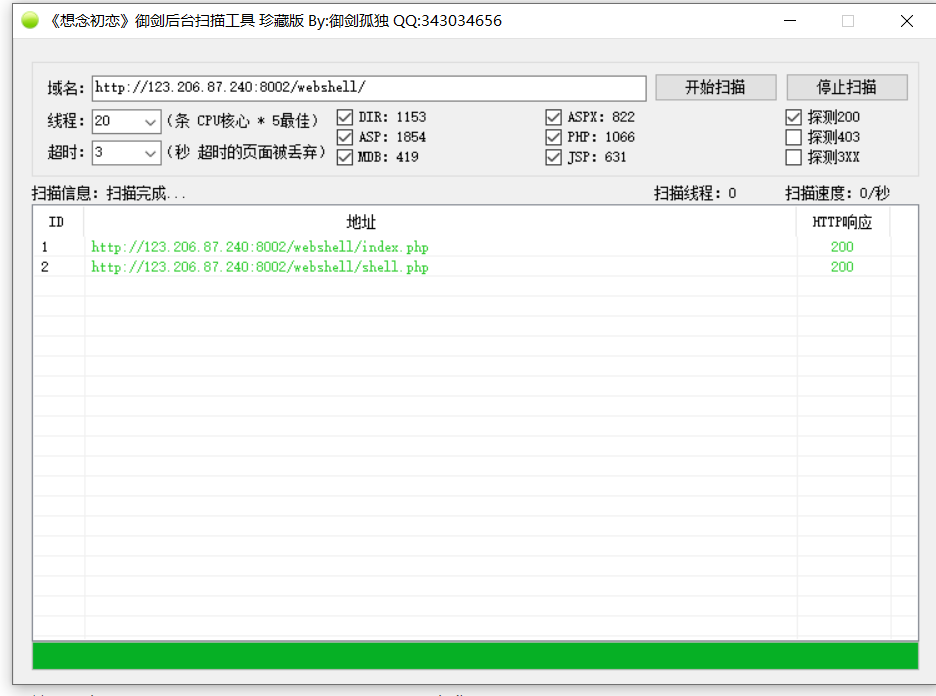 《想念初恋》御剑后台扫描工具 珍藏版 By:御剑孤独 QQ:343034656
域名: http://123.206.87.240:8002/webshell/ 开始扫描 停止扫描
线程: 20 (条 CPU核心 * 5最佳) DIR: 1153 ASPX: 822 探测200
ASP: 1854 PHP: 1066 探测403
超时: 3 (秒 超时的页面被丢弃) MDB: 419 JSP: 631 探测3XX
扫描信息: 扫描完成... 扫描线程: 0 扫描速度: 0/秒
ID 地址 HTTP响应
1 http://123.206.87.240:8002/webshell/index.php 200
2 http://123.206.87.240:8002/webshell/shell.php 200